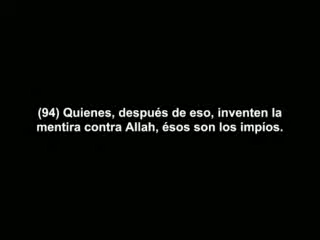 (94) Quienes, después de eso, inventen la
mentira contra Allah, ésos son los impíos.